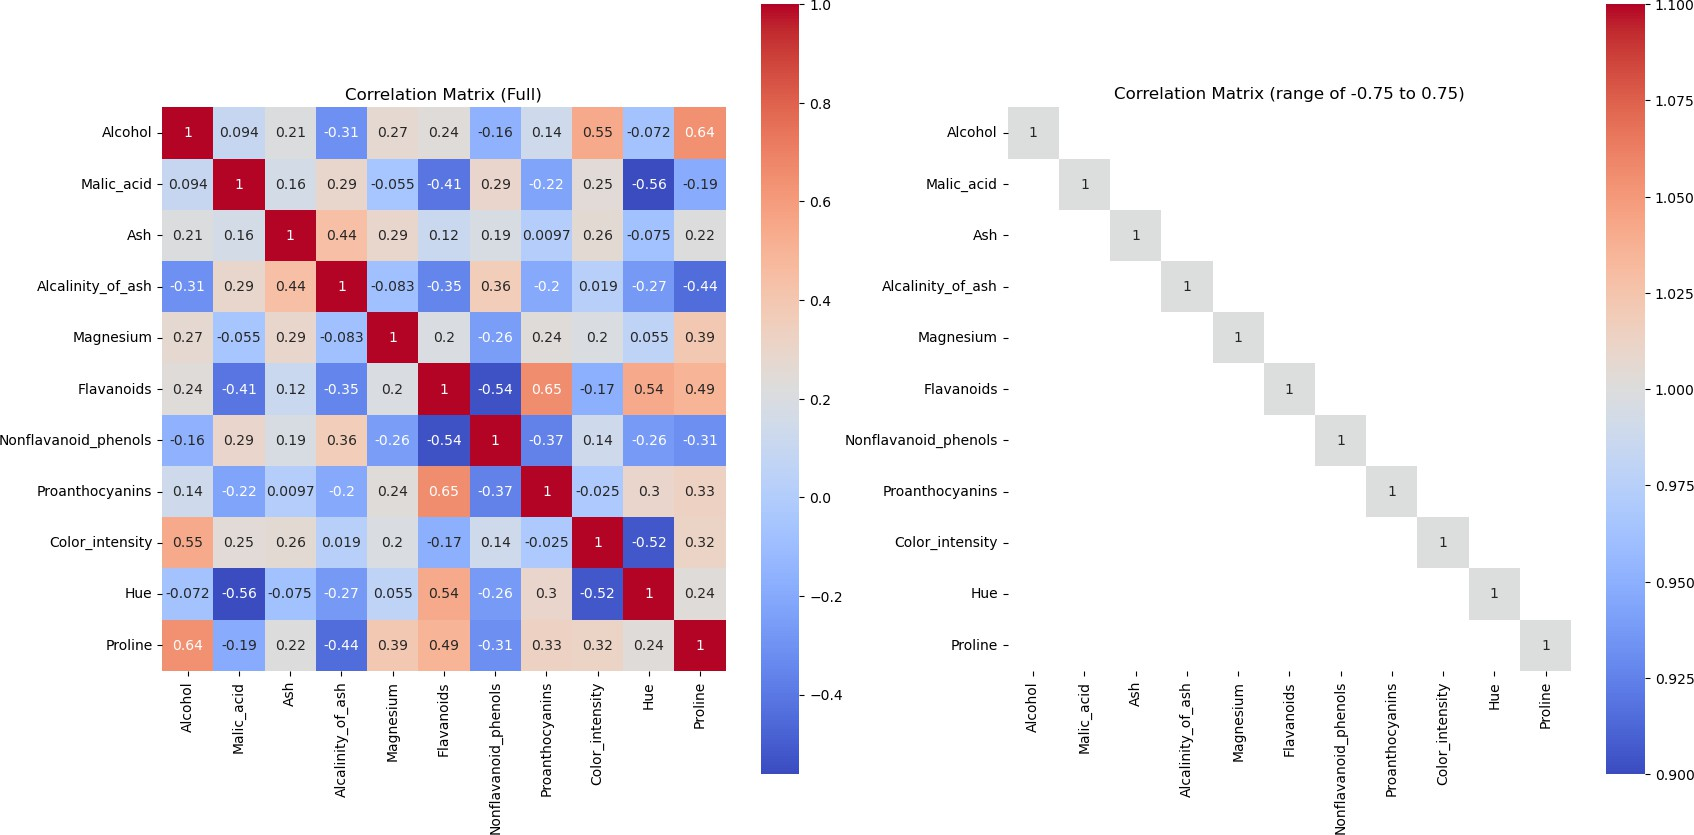 Correlation Matrix (Full)
Alcohol 1 0.094 0.21 -0.31 0.27 0.24 -0.16 0.14 0.55 -0.072 0.64
Malic_acid 0.094 1 0.16 0.29 -0.055 -0.41 0.29 -0.22 0.25 -0.56 -0.19
Ash 0.21 0.16 1 0.44 0.29 0.12 0.19 0.0097 0.26 -0.075 0.22
Alcalinity_of_ash -0.31 0.29 0.44 1 -0.083 -0.35 0.36 -0.2 0.019 -0.27 -0.44
Magnesium 0.27 -0.055 0.29 -0.083 1 0.2 -0.26 0.24 0.2 0.055 0.39
Flavanoids 0.24 -0.41 0.12 -0.35 0.2 1 -0.54 0.65 -0.17 0.54 0.49
Nonflavanoid_phenols -0.16 0.29 0.19 0.36 -0.26 -0.54 1 -0.37 0.14 -0.26 -0.31
Proanthocyanins 0.14 -0.22 0.0097 -0.2 0.24 0.65 -0.37 1 -0.025 0.3 0.33
Color_intensity 0.55 0.25 0.26 0.019 0.2 -0.17 0.14 -0.025 1 -0.52 0.32
Hue -0.072 -0.56 -0.075 -0.27 0.055 0.54 -0.26 0.3 -0.52 1 0.24
Proline 0.64 -0.19 0.22 -0.44 0.39 0.49 -0.31 0.33 0.32 0.24 1
Alcohol
Malic_acid
Ash
Alcalinity_of_ash
Magnesium
Flavanoids
Nonflavanoid_phenols
Proanthocyanins
Color_intensity
Hue
Proline
1.0
0.8
0.6
0.4
0.2
0.0
−0.2
−0.4
Correlation Matrix (range of -0.75 to 0.75)
Alcohol 1
Malic_acid 1
Ash 1
Alcalinity_of_ash 1
Magnesium 1
Flavanoids 1
Nonflavanoid_phenols 1
Proanthocyanins 1
Color_intensity 1
Hue 1
Proline 1
Alcohol
Malic_acid
Ash
Alcalinity_of_ash
Magnesium
Flavanoids
Nonflavanoid_phenols
Proanthocyanins
Color_intensity
Hue
Proline
1.100
1.075
1.050
1.025
1.000
0.975
0.950
0.925
0.900